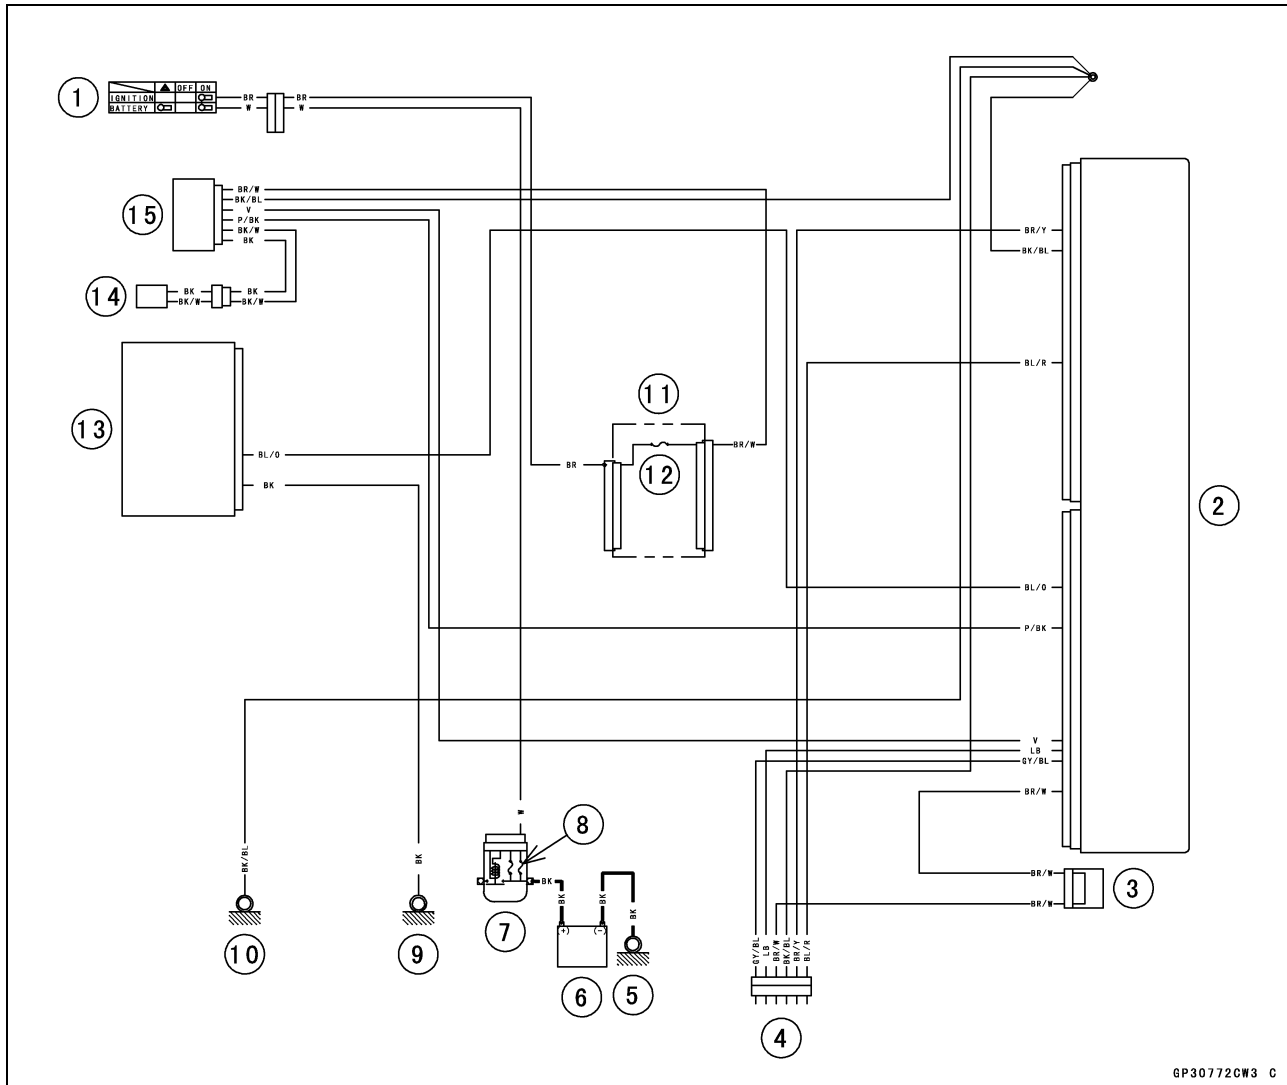 1
OFF ON
IGNITION
BATTERY
BR BR
W W
15
BR/W
BK/BL
V
P/BK
BK/W
BK
BR/Y
BK/BL
14
BK BK
BK/W BK/W
BL/R
11
13
BR/W
BL/O
BR
12
BK
2
BL/O
P/BK
V
LB
GY/BL
BR/W
W
8
BK/BL
BK
BR/W
3
BK
BK
BK
BK
BR/W
(+) (-)
7
10
9
GY/BL
LB
BR/W
BK/BL
BR/Y
BL/R
6
5
4
GP30772CW3 C